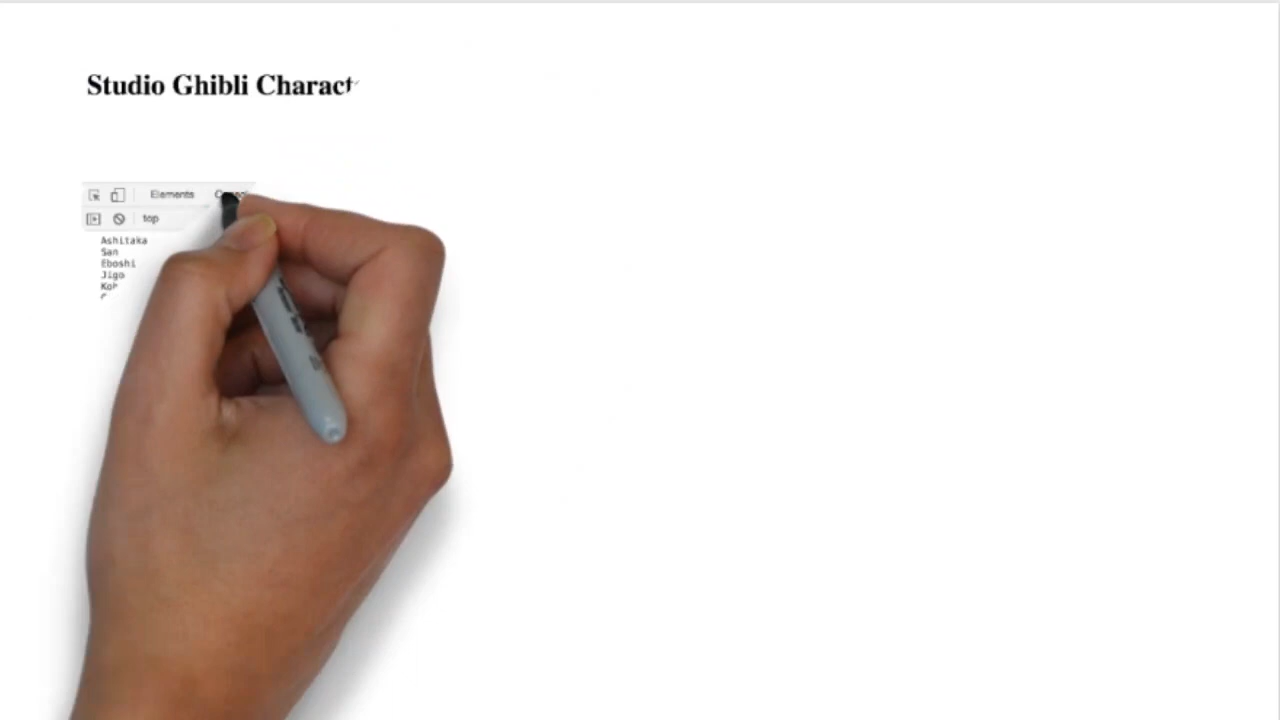 Studio Ghibli Charact
Elements
top
Ashitaka
San
Eboshi
Jigo